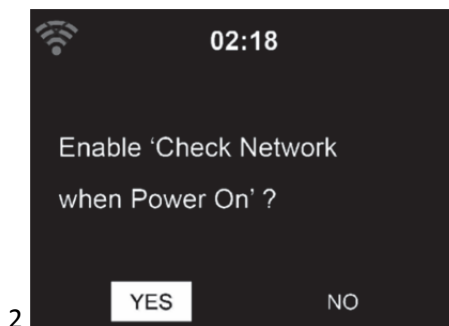 02:18
Enable ‘Check Network
when Power On’ ?
YES NO
2